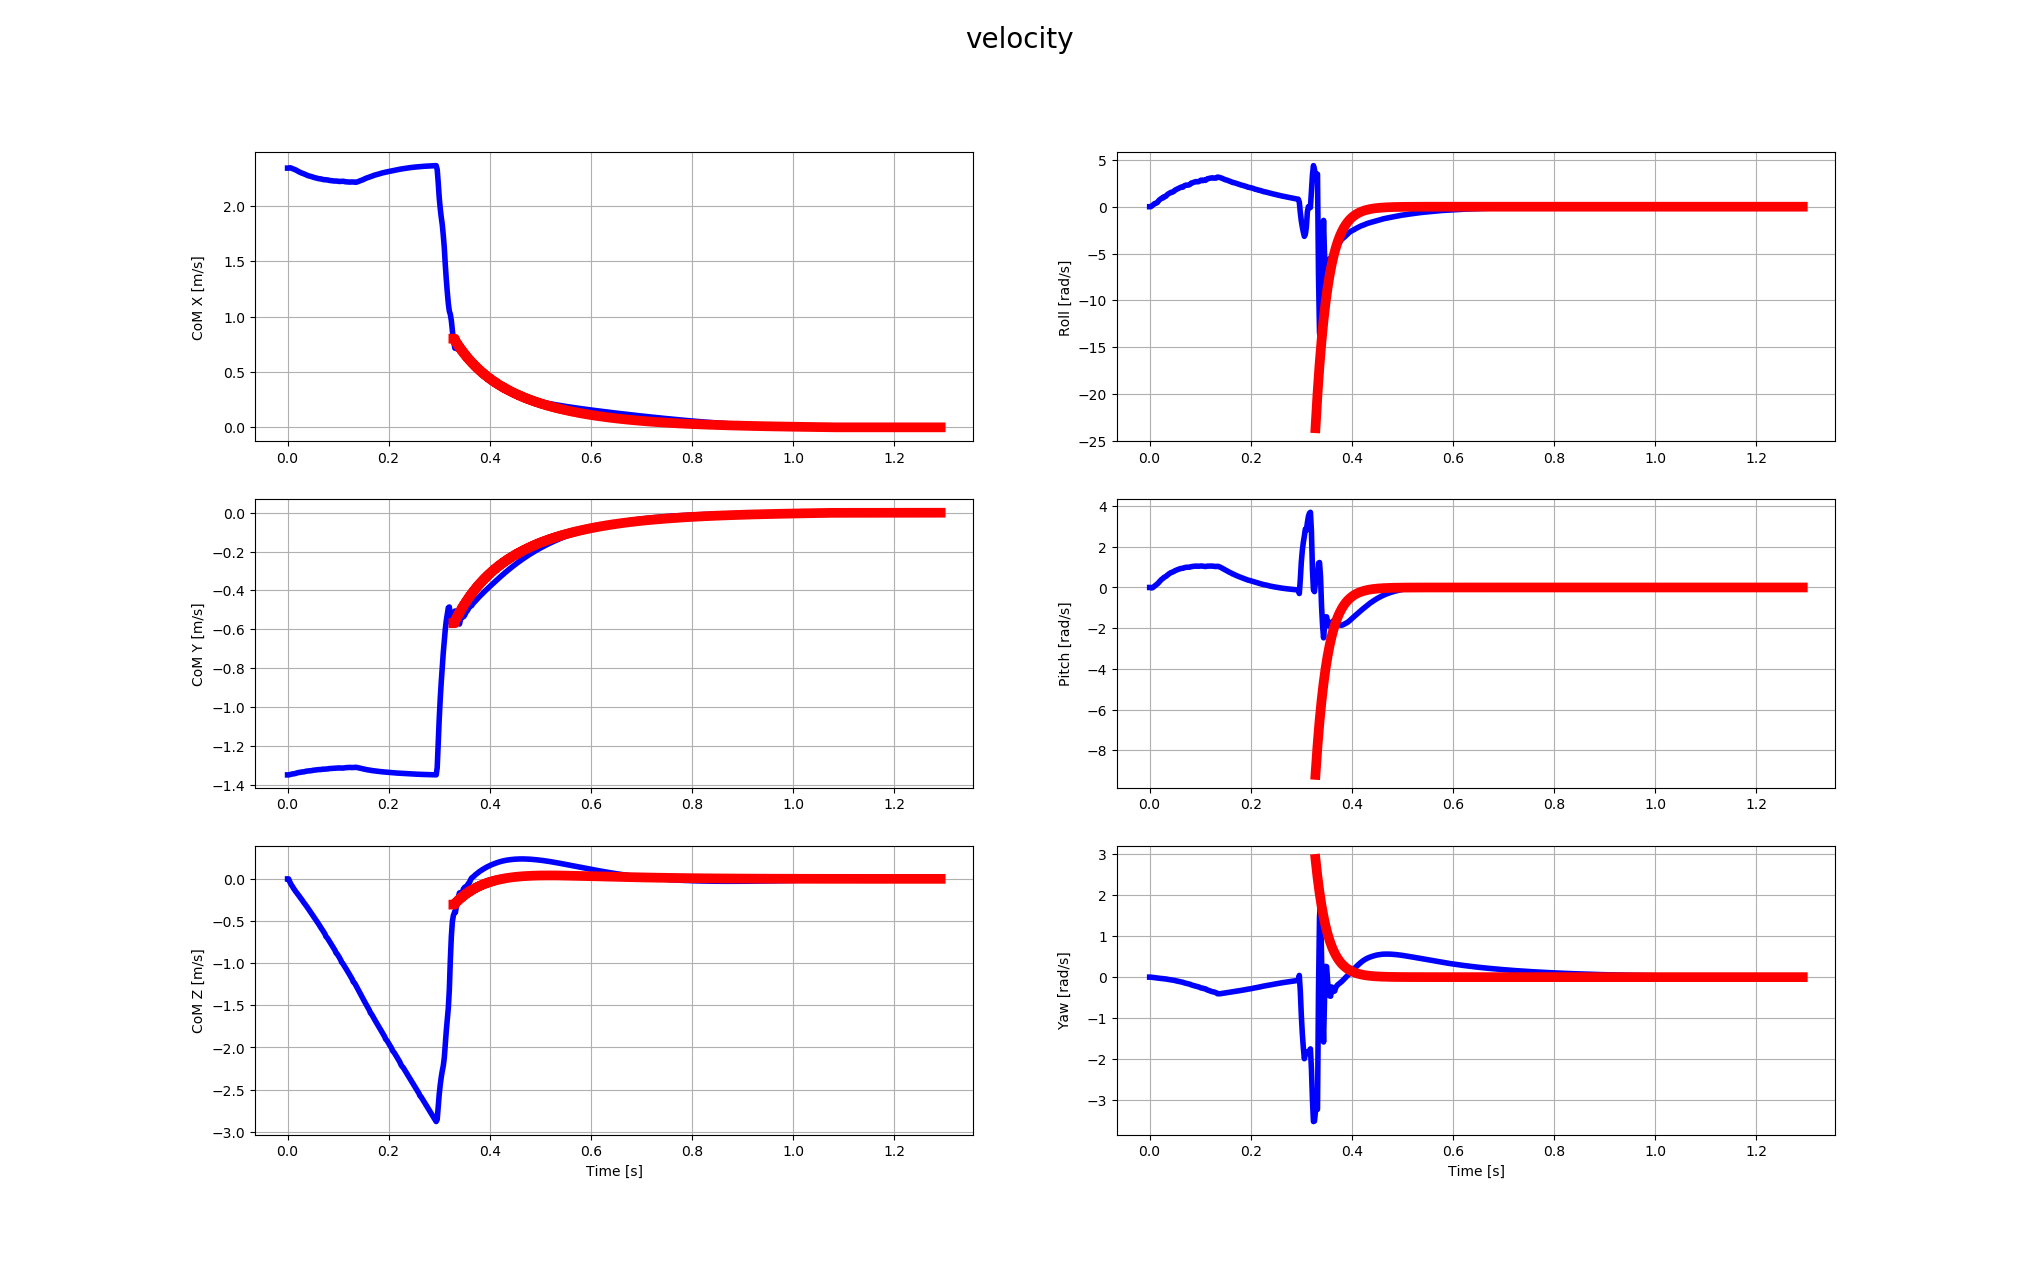 velocity
CoM X [m/s]
2.0
1.5
1.0
0.5
0.0
0.0 0.2 0.4 0.6 0.8 1.0 1.2
Roll [rad/s]
5
0
−5
−10
−15
−20
−25
0.0 0.2 0.4 0.6 0.8 1.0 1.2
CoM Y [m/s]
0.0
−0.2
−0.4
−0.6
−0.8
−1.0
−1.2
−1.4
0.0 0.2 0.4 0.6 0.8 1.0 1.2
Pitch [rad/s]
4
2
0
−2
−4
−6
−8
0.0 0.2 0.4 0.6 0.8 1.0 1.2
CoM Z [m/s]
0.0
−0.5
−1.0
−1.5
−2.0
−2.5
−3.0
0.0 0.2 0.4 0.6 0.8 1.0 1.2
Time [s]
Yaw [rad/s]
3
2
1
0
−1
−2
−3
0.0 0.2 0.4 0.6 0.8 1.0 1.2
Time [s]